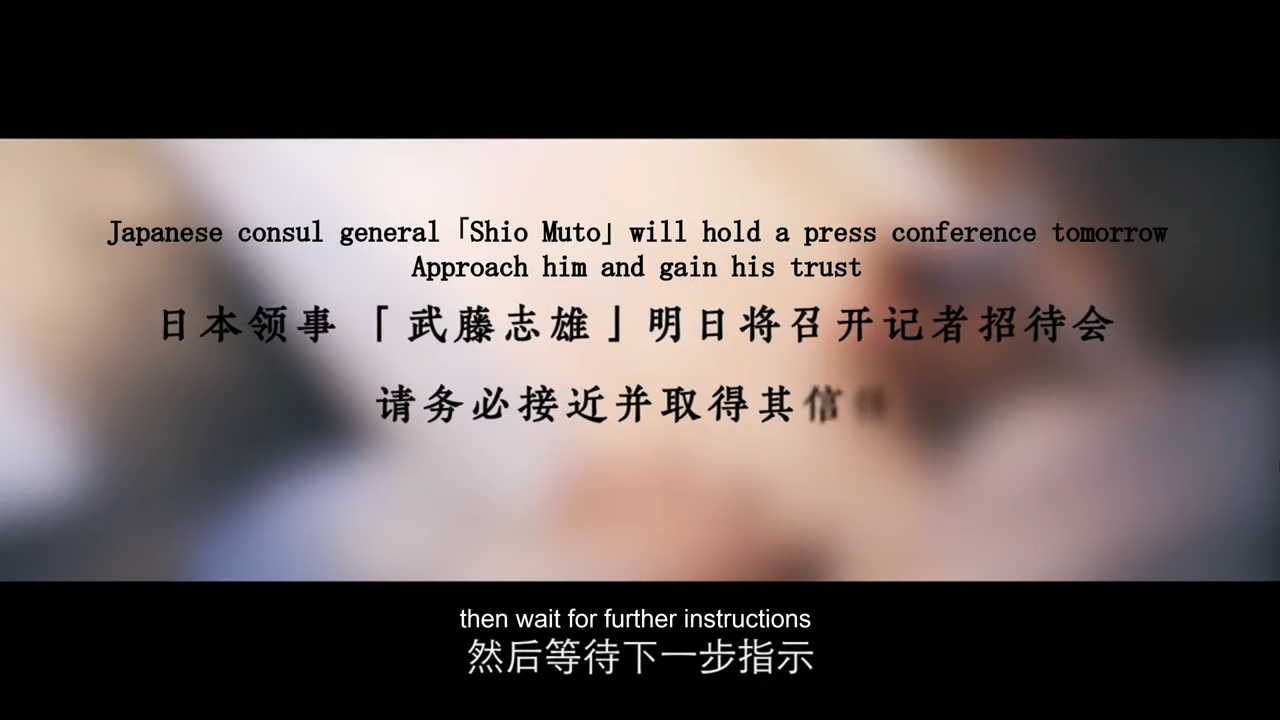 Japanese consul general「Shio Muto」will hold a press conference tomorrow
Approach him and gain his trust
日本领事「武藤志雄」明日将召开记者招待会
请务必接近并取得其信
then wait for further instructions
然后等待下一步指示